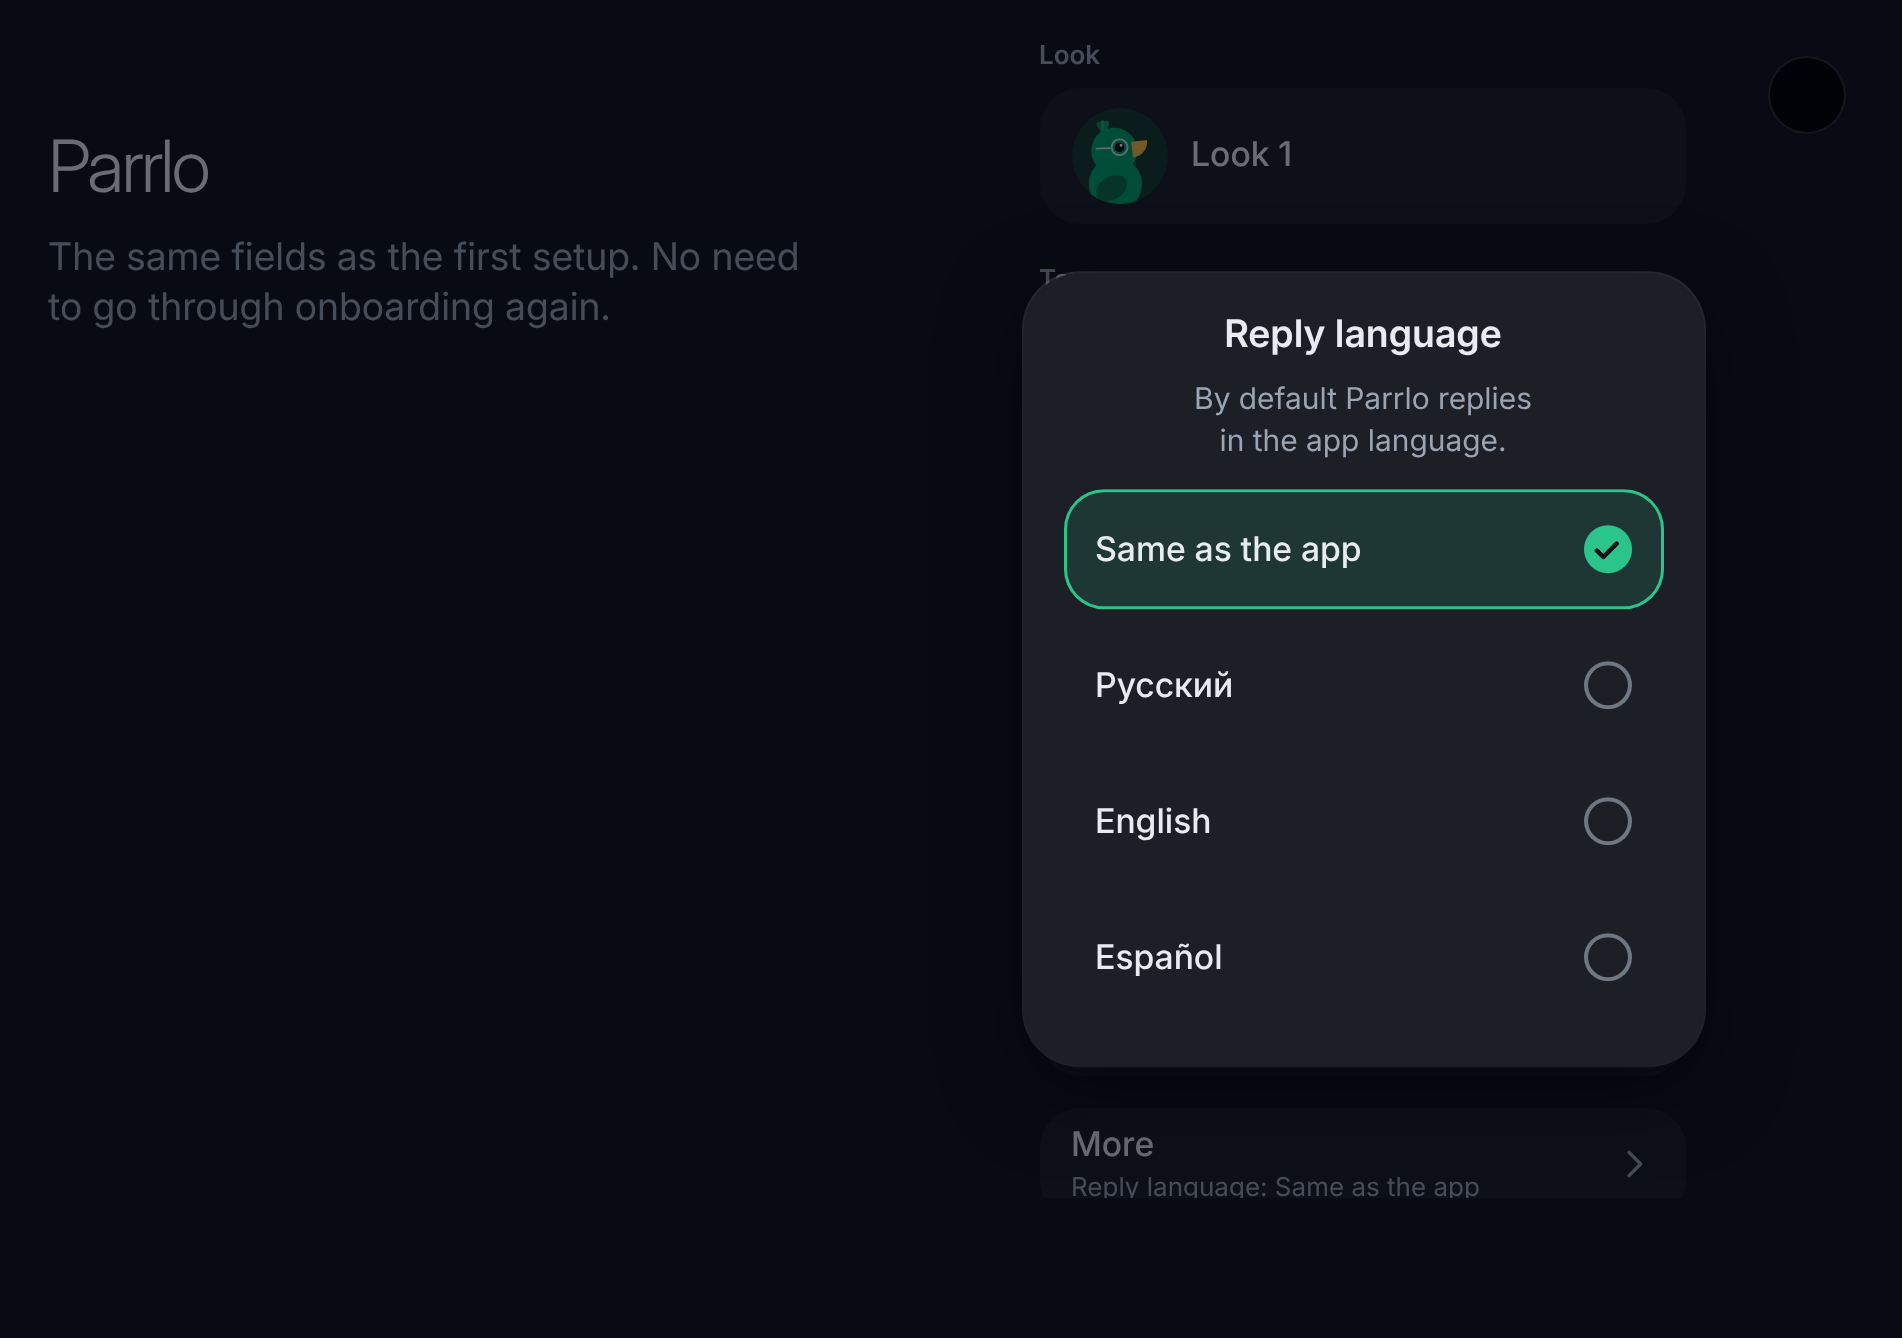 Parrlo
The same fields as the first setup. No need
to go through onboarding again.
Look
Look 1
Reply language
By default Parrlo replies
in the app language.
Same as the app
Русский
English
Español
More
Reply language: Same as the app